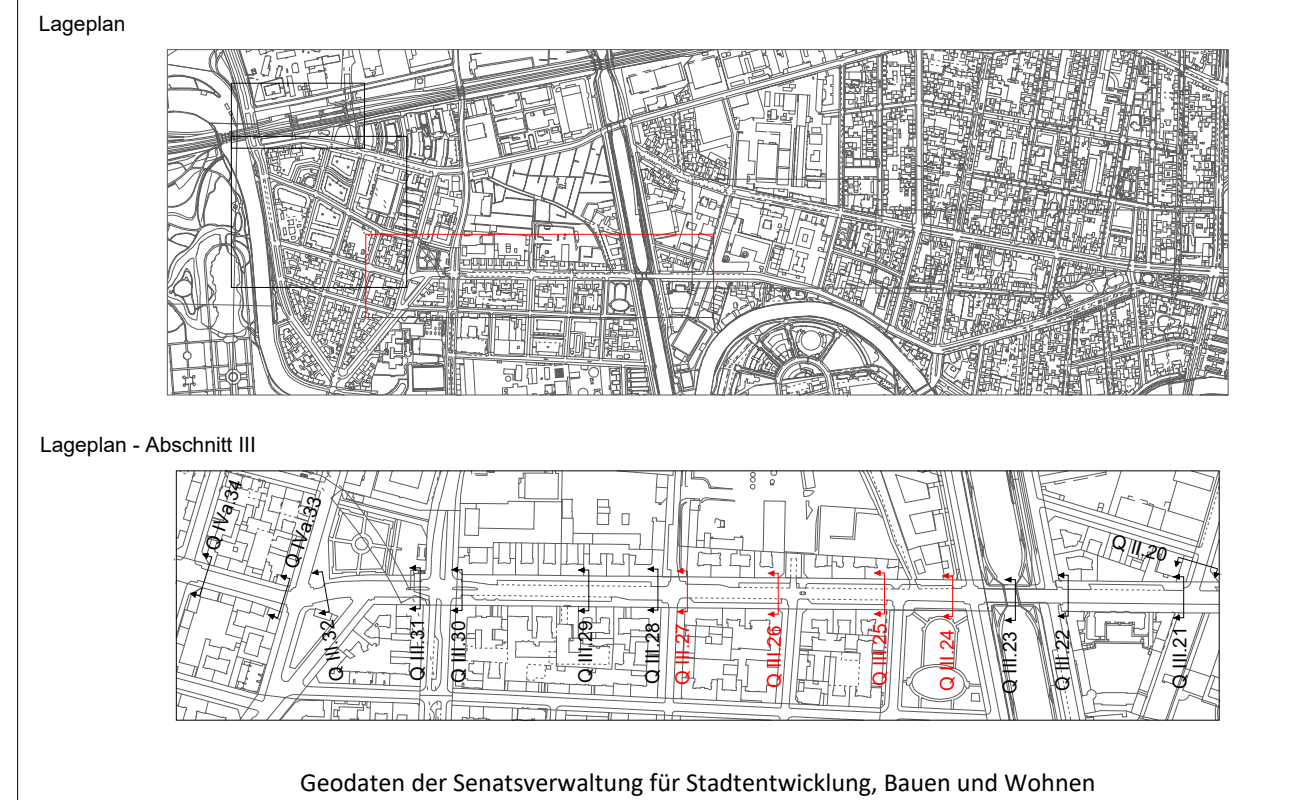 Lageplan
Lageplan - Abschnitt III
Q IVa.34
Q IVa.33
Q III.32
Q III.31
Q III.30
Q III.29
Q III.28
Q III.27
Q III.26
Q III.25
Q III.24
Q III.23
Q III.22
Q III.21
Q II.20
Geodaten der Senatsverwaltung für Stadtentwicklung, Bauen und Wohnen